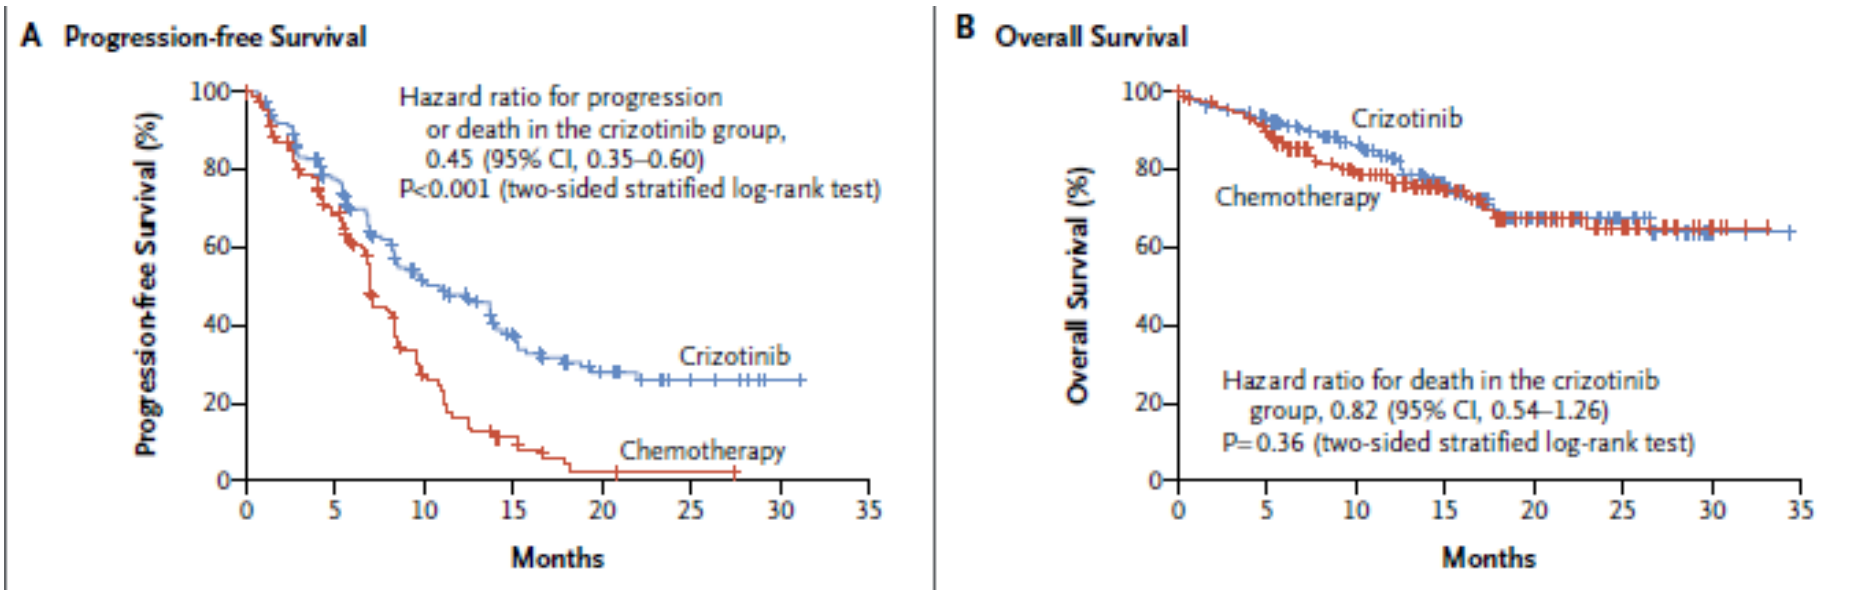 A Progression-free Survival
Progression-free Survival (%)
100
80
60
40
20
0
Hazard ratio for progression
or death in the crizotinib group,
0.45 (95% CI, 0.35–0.60)
P<0.001 (two-sided stratified log-rank test)
Crizotinib
Chemotherapy
0 5 10 15 20 25 30 35
Months
B Overall Survival
Overall Survival (%)
100
80
60
40
20
0
Crizotinib
Chemotherapy
Hazard ratio for death in the crizotinib
group, 0.82 (95% CI, 0.54–1.26)
P=0.36 (two-sided stratified log-rank test)
0 5 10 15 20 25 30 35
Months